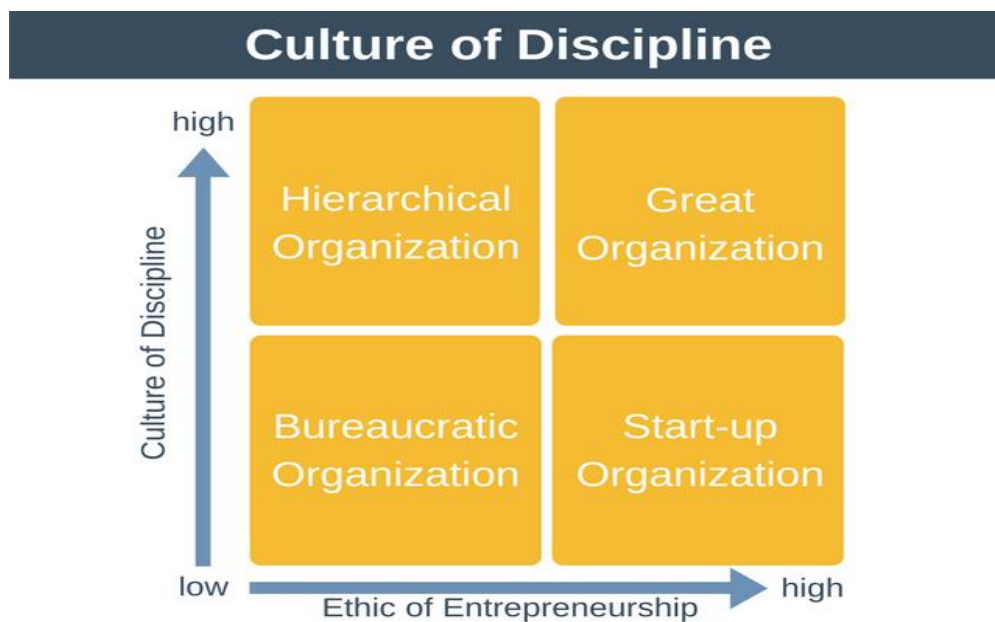 Culture of Discipline
high
Hierarchical
Organization
Great
Organization
Culture of Discipline
Bureaucratic
Organization
Start-up
Organization
low
high
Ethic of Entrepreneurship